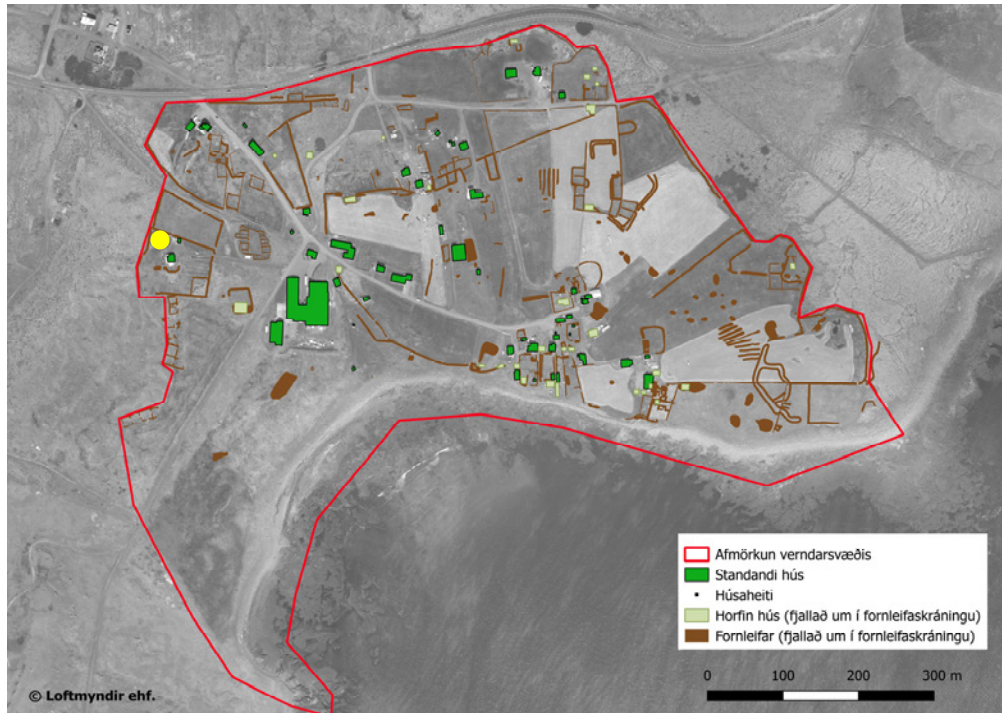 Afmörkun verndarsvæðis
Standandi hús
Húsaheiti
Horfin hús (fjallað um í fornleifaskráningu)
Fornleifar (fjallað um í fornleifaskráningu)
0 100 200 300 m
© Loftmyndir ehf.